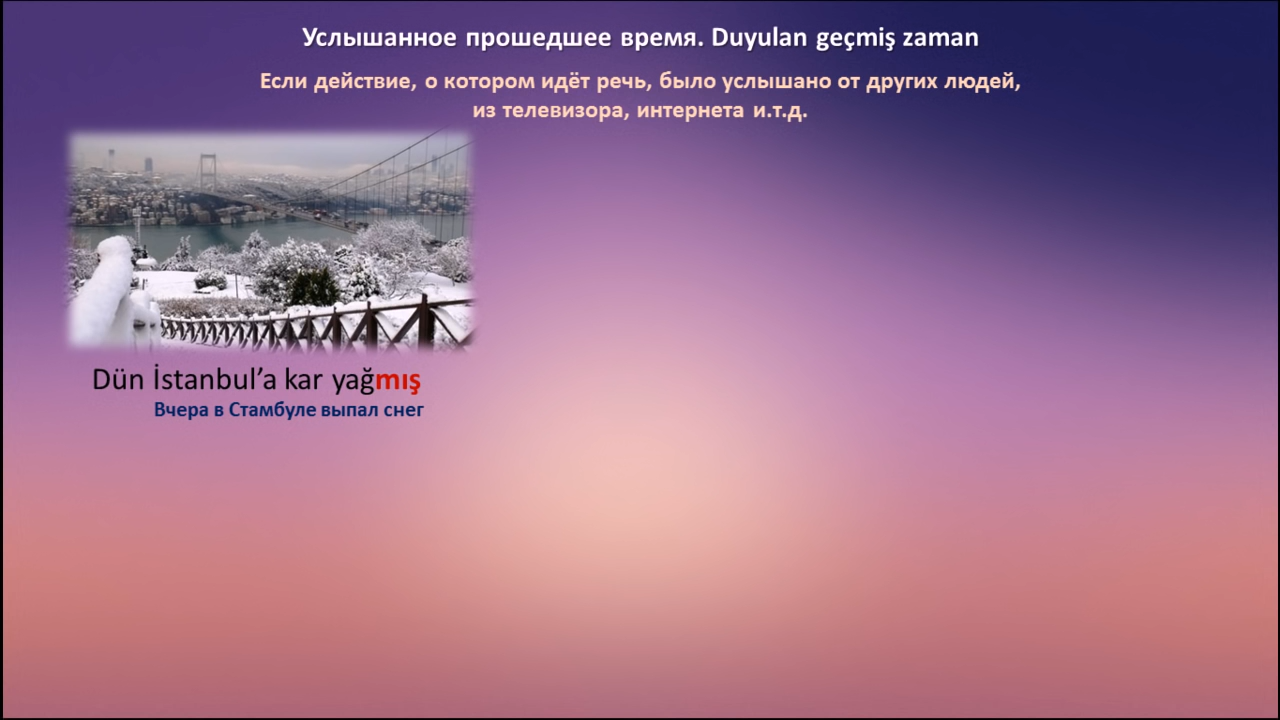 Услышанное прошедшее время. Duyulan geçmiş zaman
Если действие, о котором идёт речь, было услышано от других людей,
из телевизора, интернета и.т.д.
Dün İstanbul’a kar yağmış
Вчера в Стамбуле выпал снег